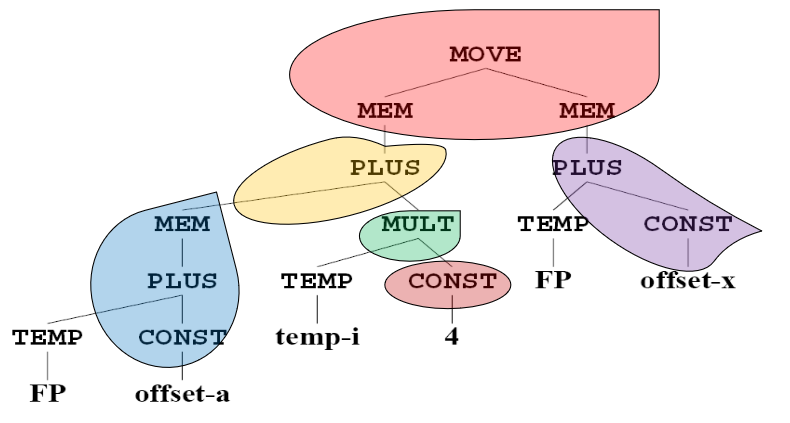 MOVE
MEM MEM
PLUS PLUS
MEM MULT TEMP CONST
PLUS TEMP CONST FP offset-x
TEMP CONST temp-i 4
FP offset-a